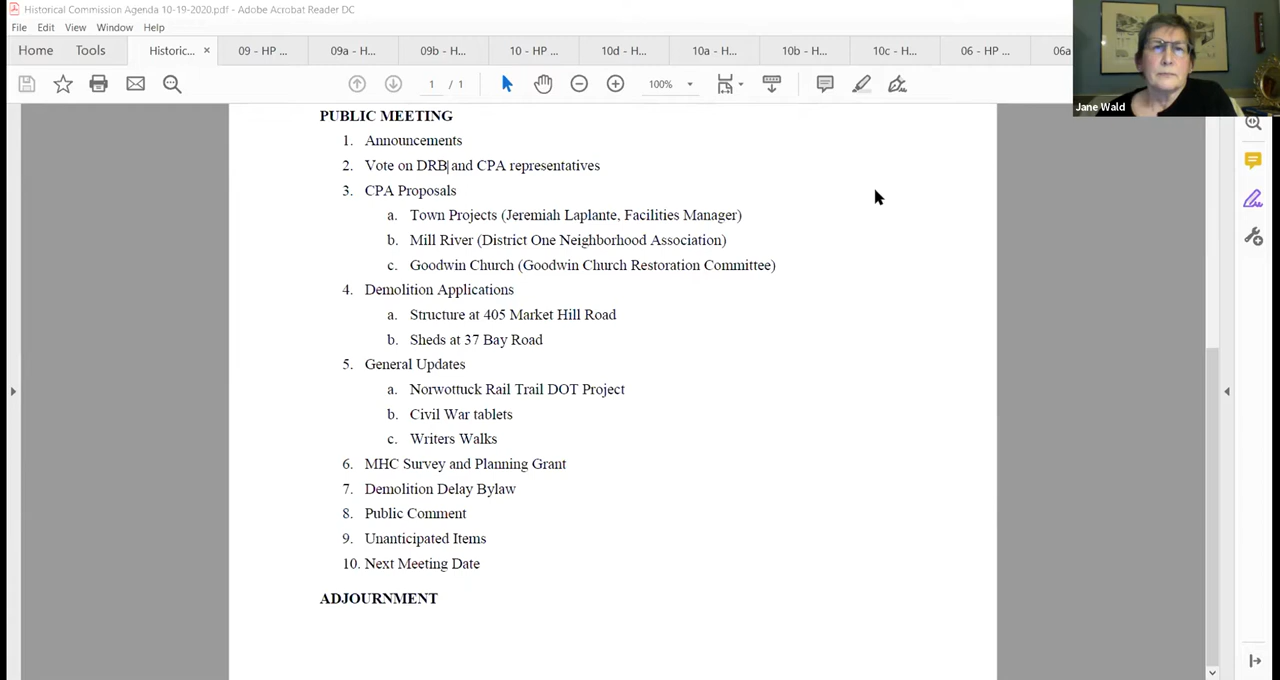 Historical Commission Agenda 10-19-2020.pdf - Adobe Acrobat Reader DC
File Edit View Window Help
Home Tools Historic... × 09 - HP ... 09a - H... 09b - H... 10 - HP ... 10d - H... 10a - H... 10b - H... 10c - H... 06 - HP ... 06a
1 / 1 100%
Jane Wald
PUBLIC MEETING
1. Announcements
2. Vote on DRB and CPA representatives
3. CPA Proposals
a. Town Projects (Jeremiah Laplante, Facilities Manager)
b. Mill River (District One Neighborhood Association)
c. Goodwin Church (Goodwin Church Restoration Committee)
4. Demolition Applications
a. Structure at 405 Market Hill Road
b. Sheds at 37 Bay Road
5. General Updates
a. Norwottuck Rail Trail DOT Project
b. Civil War tablets
c. Writers Walks
6. MHC Survey and Planning Grant
7. Demolition Delay Bylaw
8. Public Comment
9. Unanticipated Items
10. Next Meeting Date
ADJOURNMENT